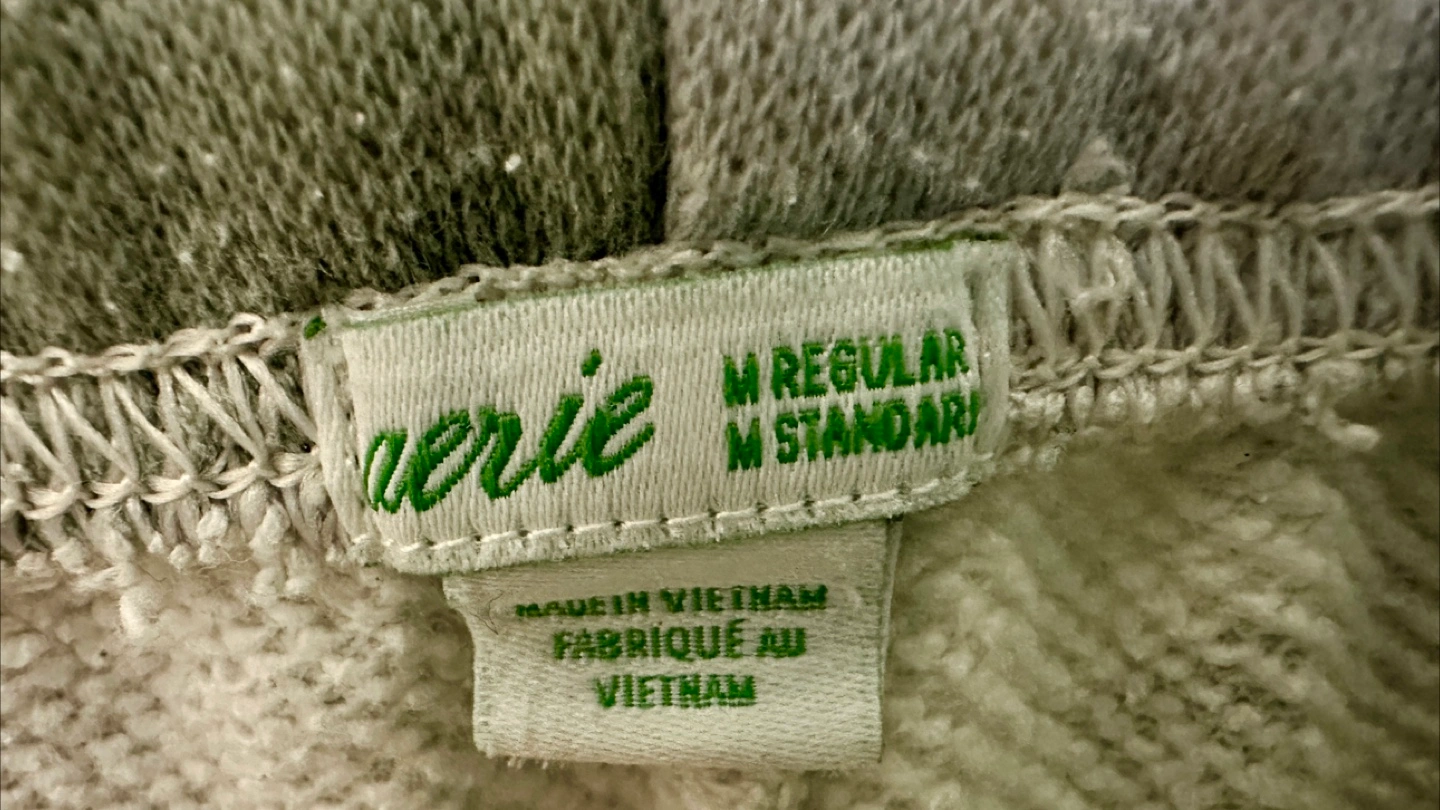 aerie
M REGULAR
M STANDARD
MADE IN VIETNAM
FABRIQUÉ AU
VIETNAM